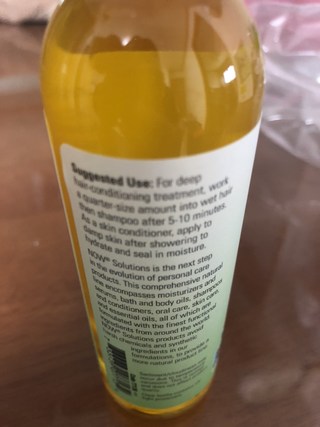 Suggested Use: For deep
hair-conditioning treatment, work
a quarter-size amount into wet hair
then shampoo after 5-10 minutes.
As a skin conditioner, apply to
damp skin after showering to
hydrate and seal in moisture.
NOW® Solutions is the next step
in the evolution of personal care
products. This comprehensive natural
line encompasses moisturizers and
bath and body oils, shampoos
and conditioners, oral care, skin care
and essential oils, all of which are
formulated with the finest functional
ingredients from around the world.
NOW® Solutions products avoid
chemicals and synthetic
ingredients in our
formulations, to provide a
more natural product line